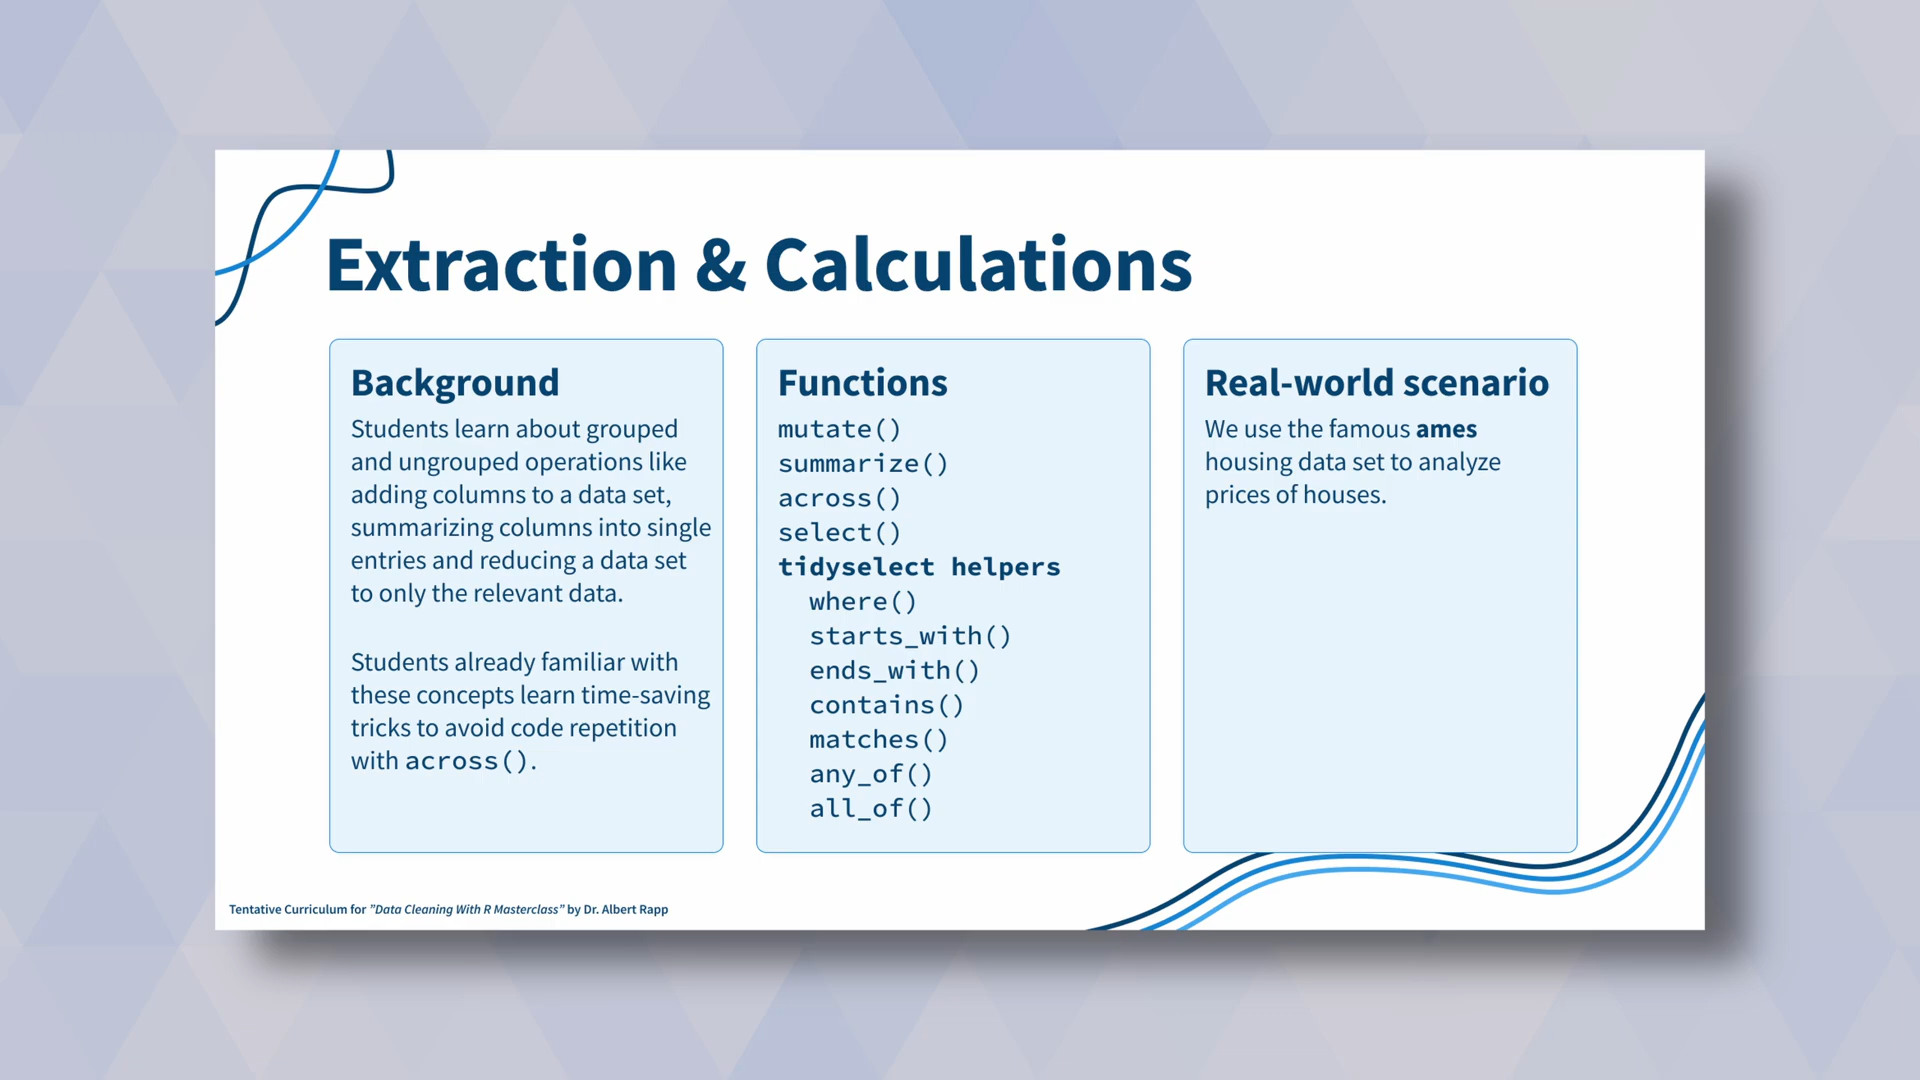 Extraction & Calculations
Background
Students learn about grouped
and ungrouped operations like
adding columns to a data set,
summarizing columns into single
entries and reducing a data set
to only the relevant data.
Students already familiar with
these concepts learn time-saving
tricks to avoid code repetition
with across().
Functions
mutate()
summarize()
across()
select()
tidyselect helpers
where()
starts_with()
ends_with()
contains()
matches()
any_of()
all_of()
Real-world scenario
We use the famous ames
housing data set to analyze
prices of houses.
Tentative Curriculum for ”Data Cleaning With R Masterclass” by Dr. Albert Rapp